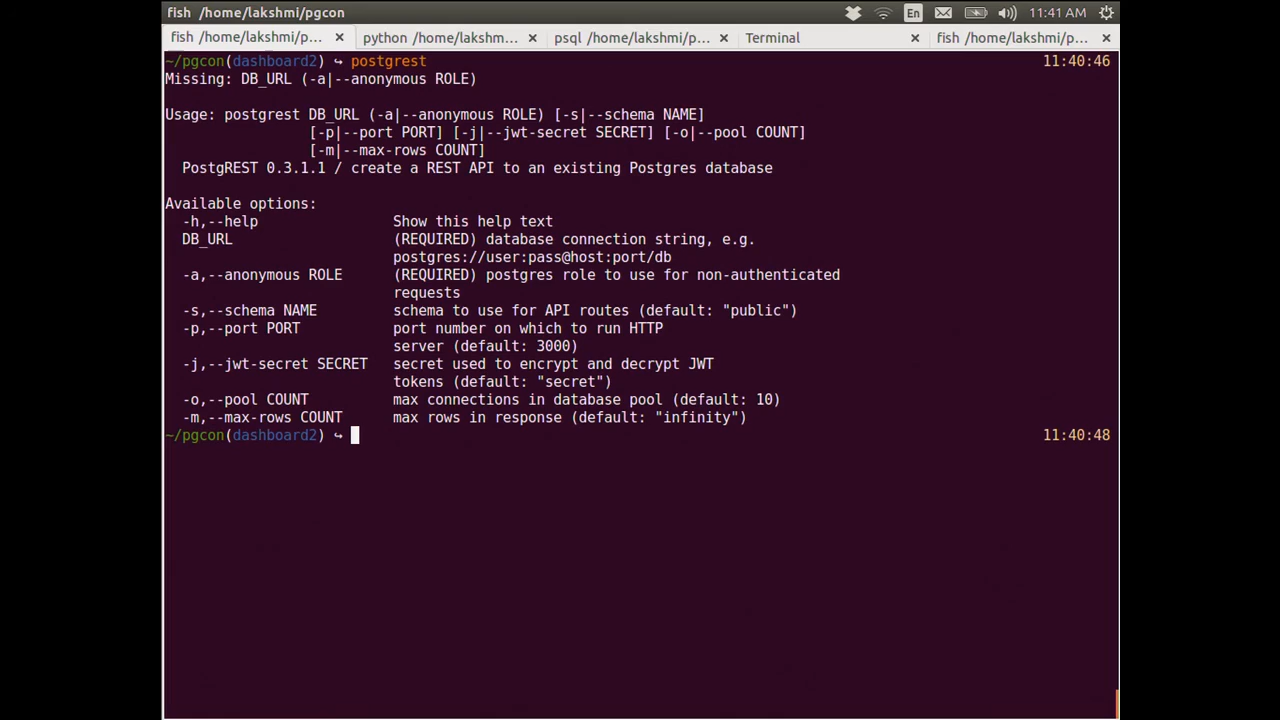 fish /home/lakshmi/pgcon
En
11:41 AM
fish /home/lakshmi/p... python /home/lakshm... psql /home/lakshmi/p... Terminal fish /home/lakshmi/p...
~/pgcon(dashboard2) ↪ postgrest 11:40:46
Missing: DB_URL (-a|--anonymous ROLE)
Usage: postgrest DB_URL (-a|--anonymous ROLE) [-s|--schema NAME]
[-p|--port PORT] [-j|--jwt-secret SECRET] [-o|--pool COUNT]
[-m|--max-rows COUNT]
PostgREST 0.3.1.1 / create a REST API to an existing Postgres database
Available options:
-h,--help Show this help text
DB_URL (REQUIRED) database connection string, e.g.
postgres://user:pass@host:port/db
-a,--anonymous ROLE (REQUIRED) postgres role to use for non-authenticated
requests
-s,--schema NAME schema to use for API routes (default: "public")
-p,--port PORT port number on which to run HTTP
server (default: 3000)
-j,--jwt-secret SECRET secret used to encrypt and decrypt JWT
tokens (default: "secret")
-o,--pool COUNT max connections in database pool (default: 10)
-m,--max-rows COUNT max rows in response (default: "infinity")
~/pgcon(dashboard2) ↪ 11:40:48